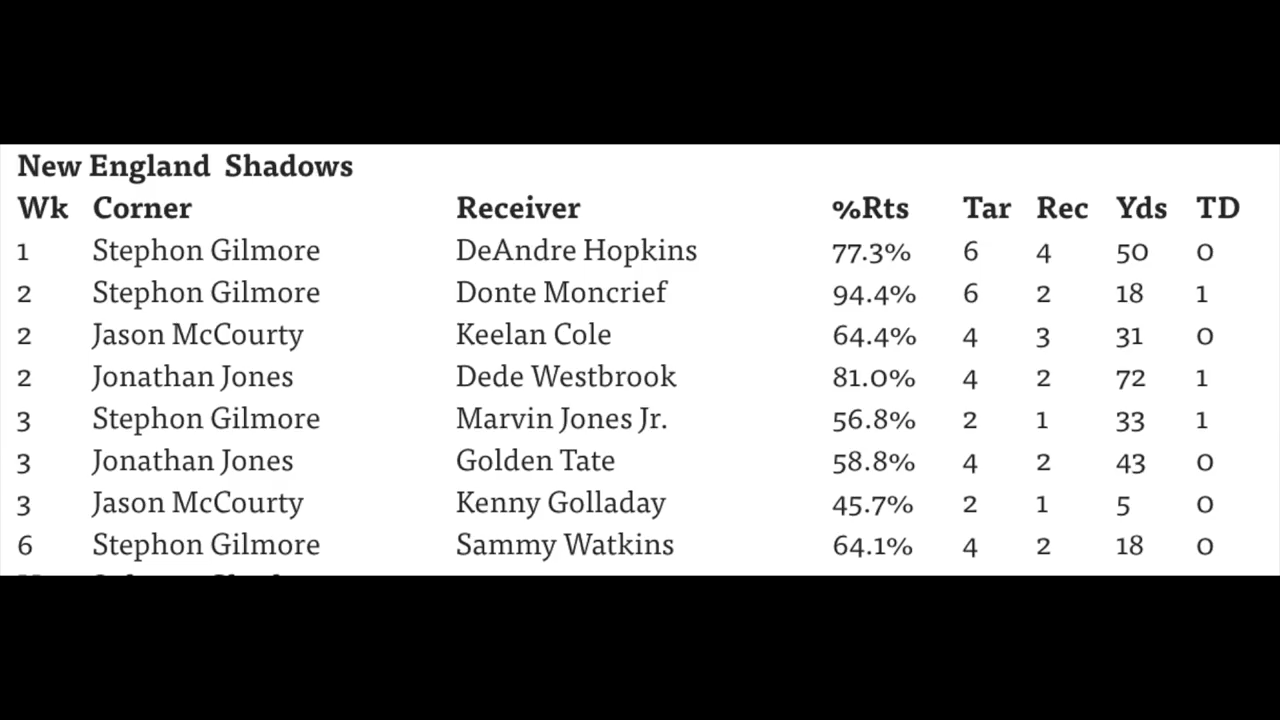 New England Shadows
Wk Corner Receiver %Rts Tar Rec Yds TD
1 Stephon Gilmore DeAndre Hopkins 77.3% 6 4 50 0
2 Stephon Gilmore Donte Moncrief 94.4% 6 2 18 1
2 Jason McCourty Keelan Cole 64.4% 4 3 31 0
2 Jonathan Jones Dede Westbrook 81.0% 4 2 72 1
3 Stephon Gilmore Marvin Jones Jr. 56.8% 2 1 33 1
3 Jonathan Jones Golden Tate 58.8% 4 2 43 0
3 Jason McCourty Kenny Golladay 45.7% 2 1 5 0
6 Stephon Gilmore Sammy Watkins 64.1% 4 2 18 0